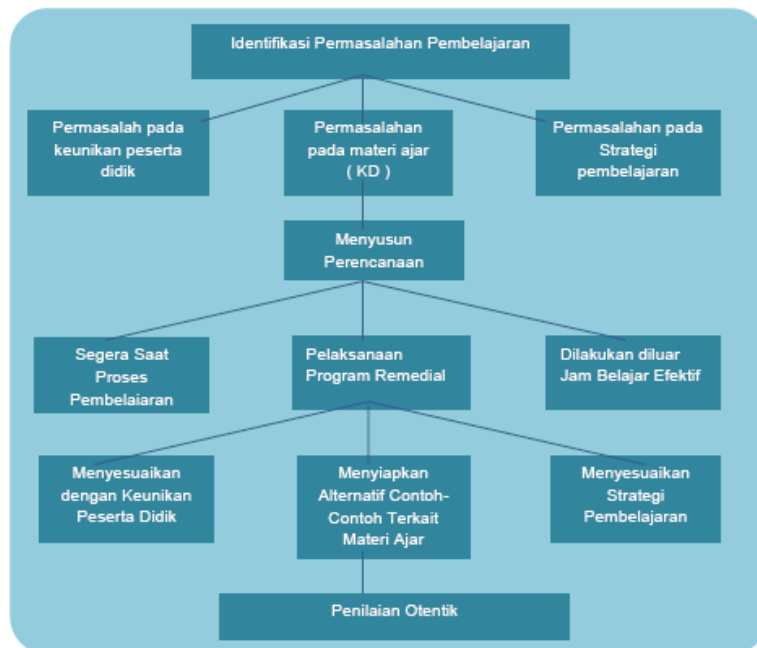 Identifikasi Permasalahan Pembelajaran
Permasalah pada
keunikan peserta
didik
Permasalahan
pada materi ajar
( KD )
Permasalahan pada
Strategi
pembelajaran
Menyusun
Perencanaan
Segera Saat
Proses
Pembelaiaran
Pelaksanaan
Program Remedial
Dilakukan diluar
Jam Belajar Efektif
Menyesuaikan
dengan Keunikan
Peserta Didik
Menyiapkan
Alternatif Contoh-
Contoh Terkait
Materi Ajar
Menyesuaikan
Strategi
Pembelajaran
Penilaian Otentik